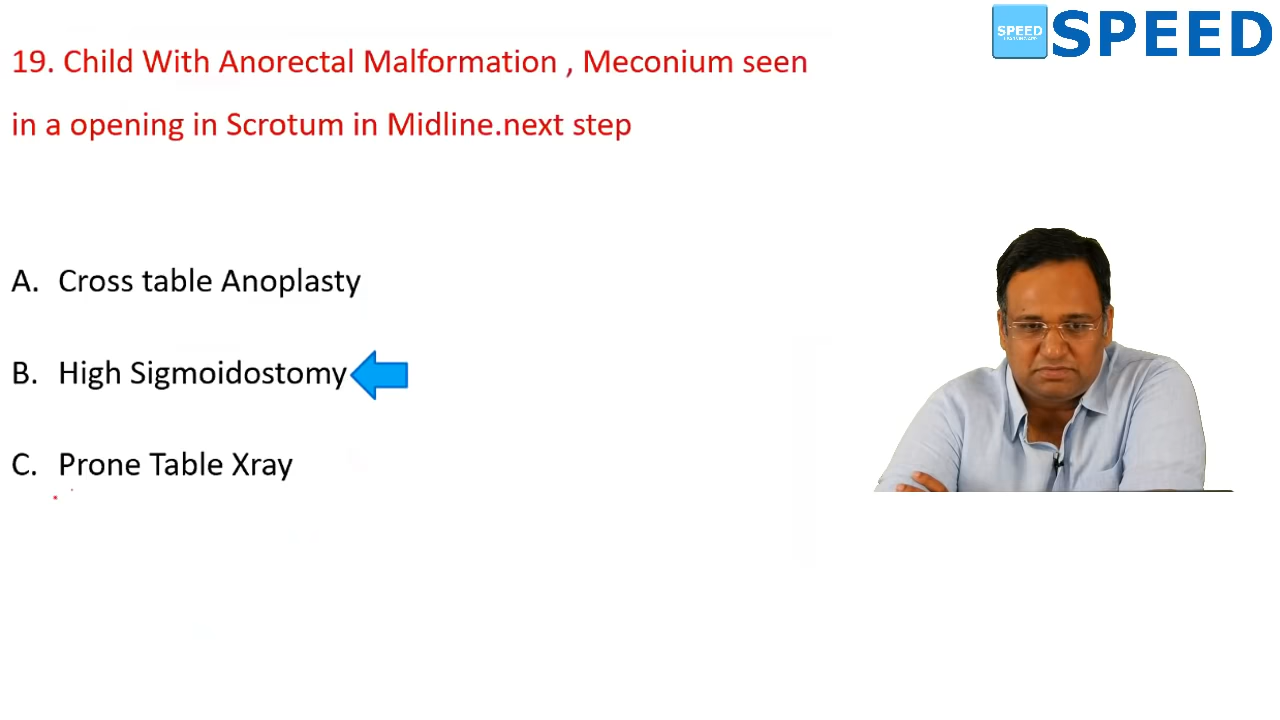 SPEED
SPEED
19. Child With Anorectal Malformation , Meconium seen
in a opening in Scrotum in Midline.next step
A. Cross table Anoplasty
B. High Sigmoidostomy
C. Prone Table Xray